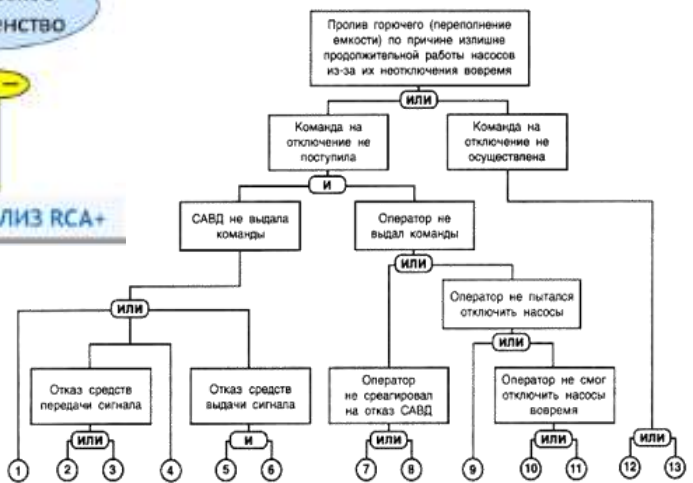 енство
–
ЛИЗ RCA+
Пролив горючего (переполнение
емкости) по причине излишне
продолжительной работы насосов
из-за их неотключения вовремя
ИЛИ
Команда на
отключение не
поступила
Команда на
отключение не
осуществлена
И
САВД не выдала
команды
Оператор не
выдал команды
ИЛИ
Оператор не пытался
отключить насосы
ИЛИ
ИЛИ
Отказ средств
передачи сигнала
Отказ средств
выдачи сигнала
Оператор
не среагировал
на отказ САВД
Оператор не смог
отключить насосы
вовремя
ИЛИ
И
ИЛИ
ИЛИ
ИЛИ
1 2 3 4 5 6 7 8 9 10 11 12 13